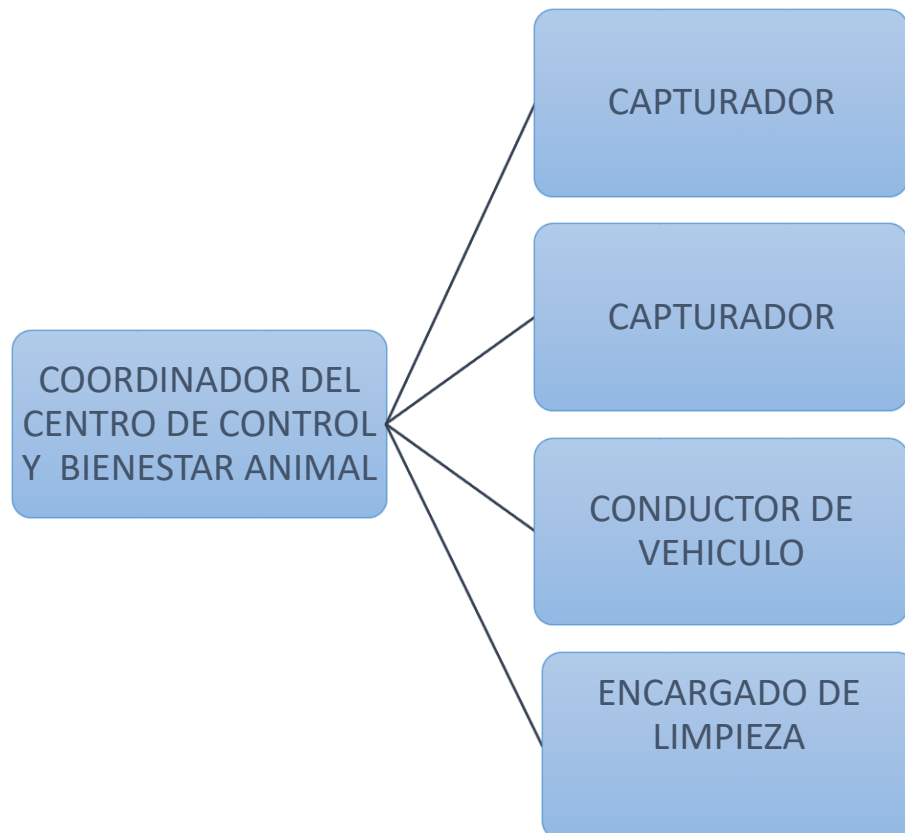 CAPTURADOR
CAPTURADOR
COORDINADOR DEL
CENTRO DE CONTROL
Y  BIENESTAR ANIMAL
CONDUCTOR DE
VEHICULO
ENCARGADO DE
LIMPIEZA